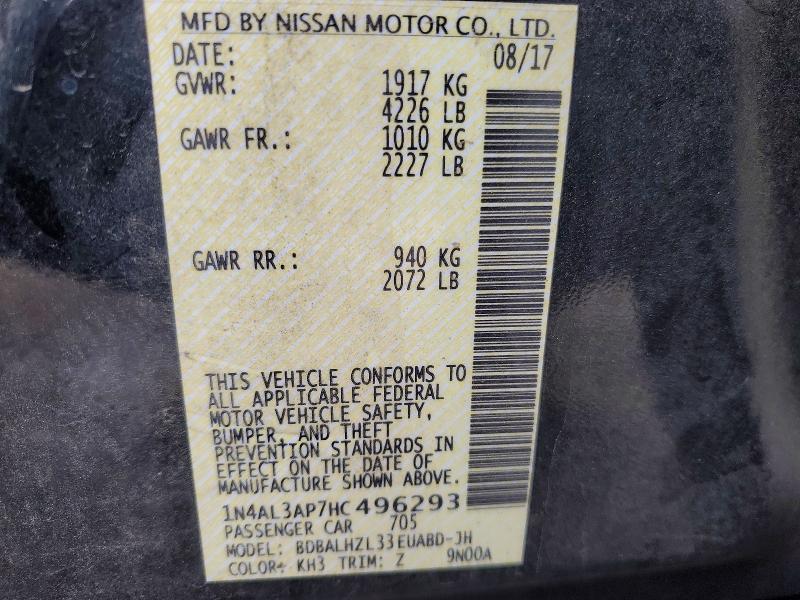 MFD BY NISSAN MOTOR CO., LTD.
DATE: 08/17
GVWR: 1917 KG
4226 LB
GAWR FR.: 1010 KG
2227 LB
GAWR RR.: 940 KG
2072 LB
THIS VEHICLE CONFORMS TO
ALL APPLICABLE FEDERAL
MOTOR VEHICLE SAFETY,
BUMPER, AND THEFT
PREVENTION STANDARDS IN
EFFECT ON THE DATE OF
MANUFACTURE SHOWN ABOVE.
1N4AL3AP7HC496293
PASSENGER CAR 705
MODEL: BDBALHZL33EUABD-JH
COLOR: KH3 TRIM: Z 9N00A